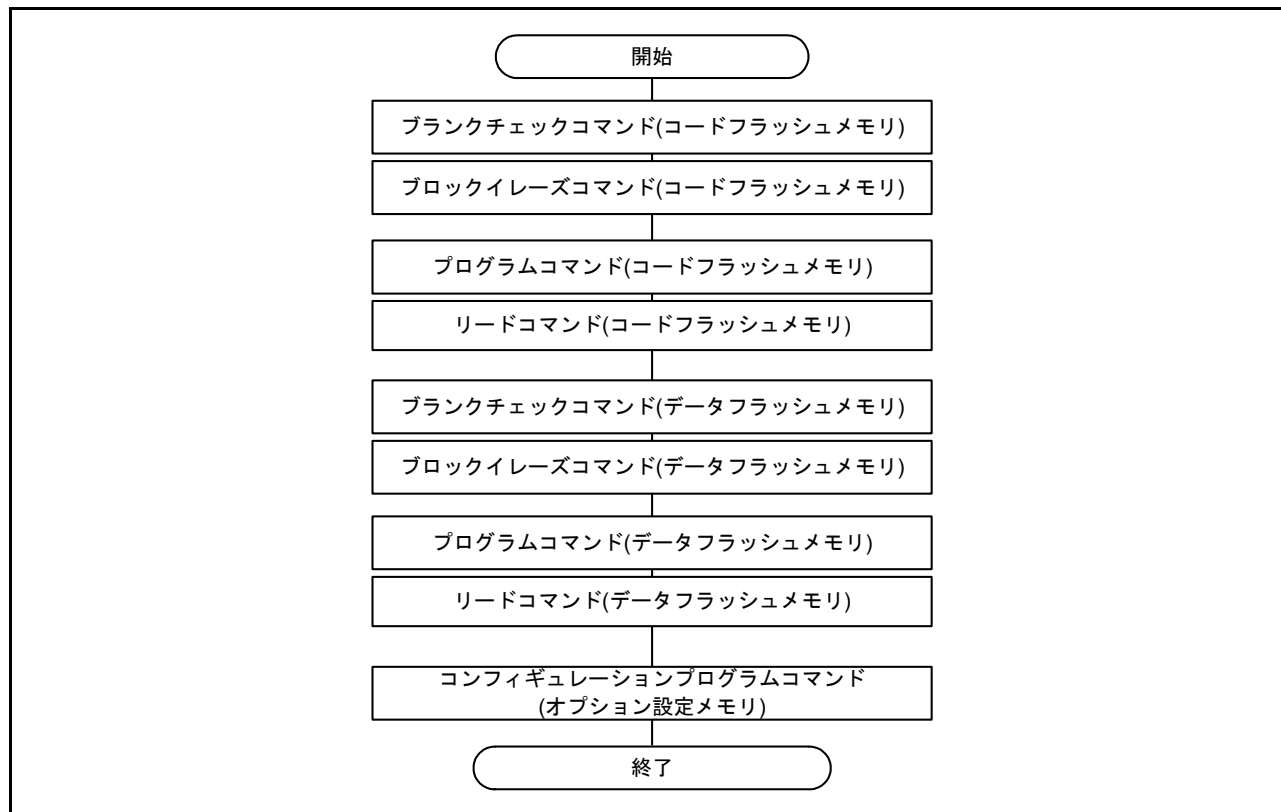 開始
ブランクチェックコマンド(コードフラッシュメモリ)
ブロックイレーズコマンド(コードフラッシュメモリ)
プログラムコマンド(コードフラッシュメモリ)
リードコマンド(コードフラッシュメモリ)
ブランクチェックコマンド(データフラッシュメモリ)
ブロックイレーズコマンド(データフラッシュメモリ)
プログラムコマンド(データフラッシュメモリ)
リードコマンド(データフラッシュメモリ)
コンフィギュレーションプログラムコマンド
(オプション設定メモリ)
終了